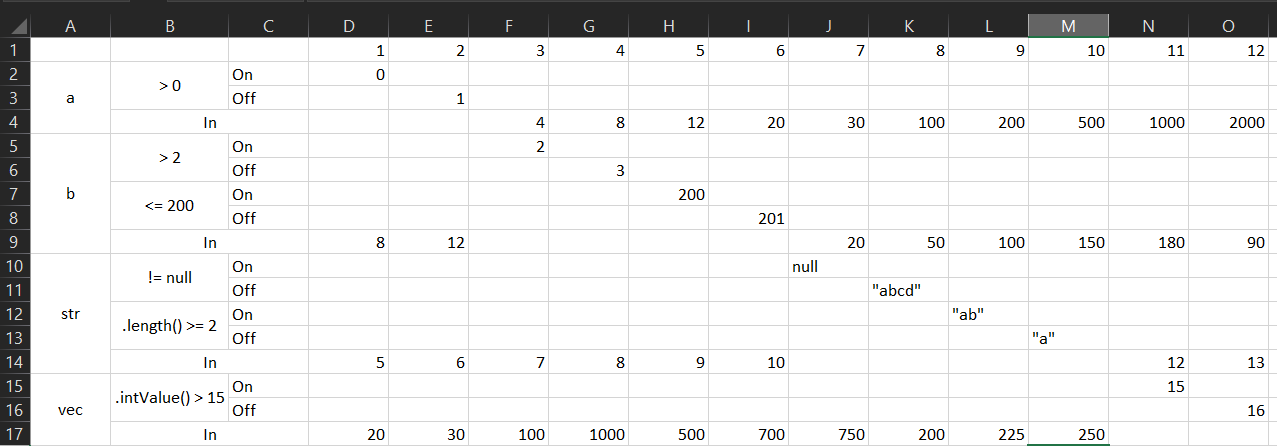 A B C D E F G H I J K L M N O
1 1 2 3 4 5 6 7 8 9 10 11 12
2 > 0 On 0
3 a Off 1
4 In 4 8 12 20 30 100 200 500 1000 2000
5 > 2 On 2
6 Off 3
7 b <= 200 On 200
8 Off 201
9 In 8 12 20 50 100 150 180 90
10 != null On null
11 Off "abcd"
12 str .length() >= 2 On "ab"
13 Off "a"
14 In 5 6 7 8 9 10 12 13
15 .intValue() > 15 On 15
16 vec Off 16
17 In 20 30 100 1000 500 700 750 200 225 250